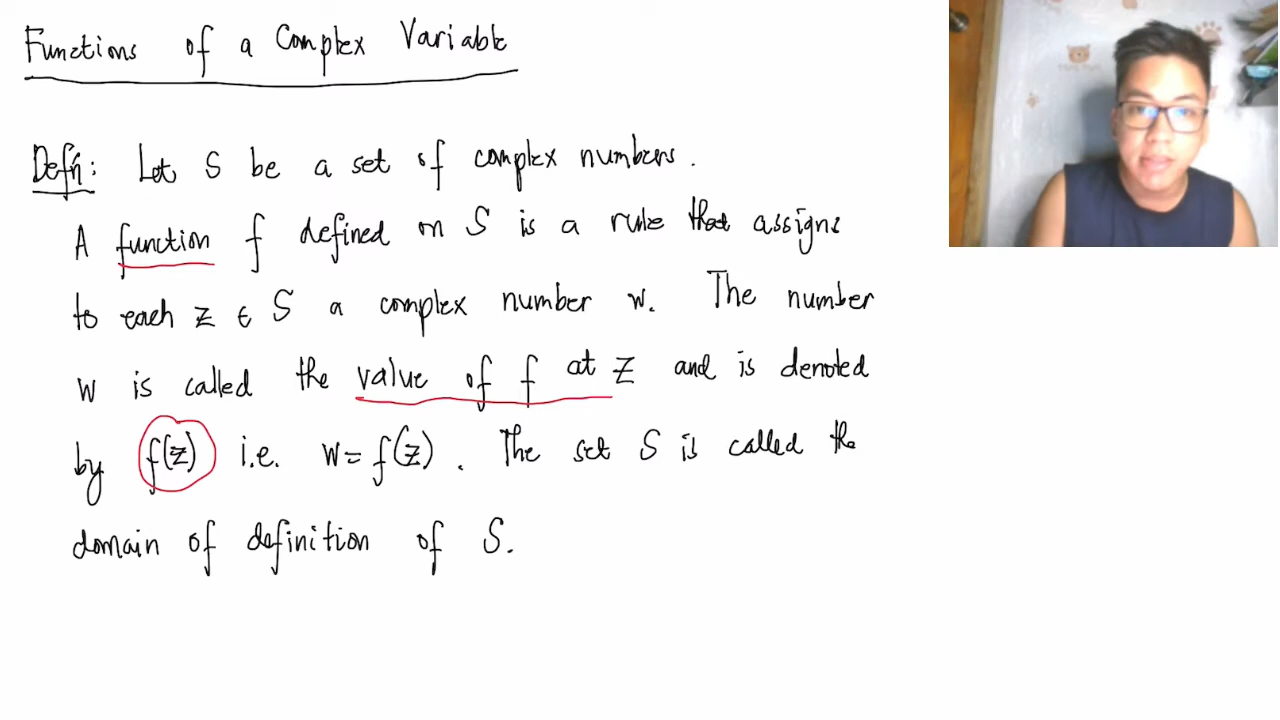 Functions of a Complex Variable
Defn: Let S be a set of complex numbers.
A function f defined on S is a rule that assigns
to each z ∈ S a complex number w. The number
w is called the value of f at z and is denoted
by f(z) i.e. w = f(z). The set S is called the
domain of definition of S.